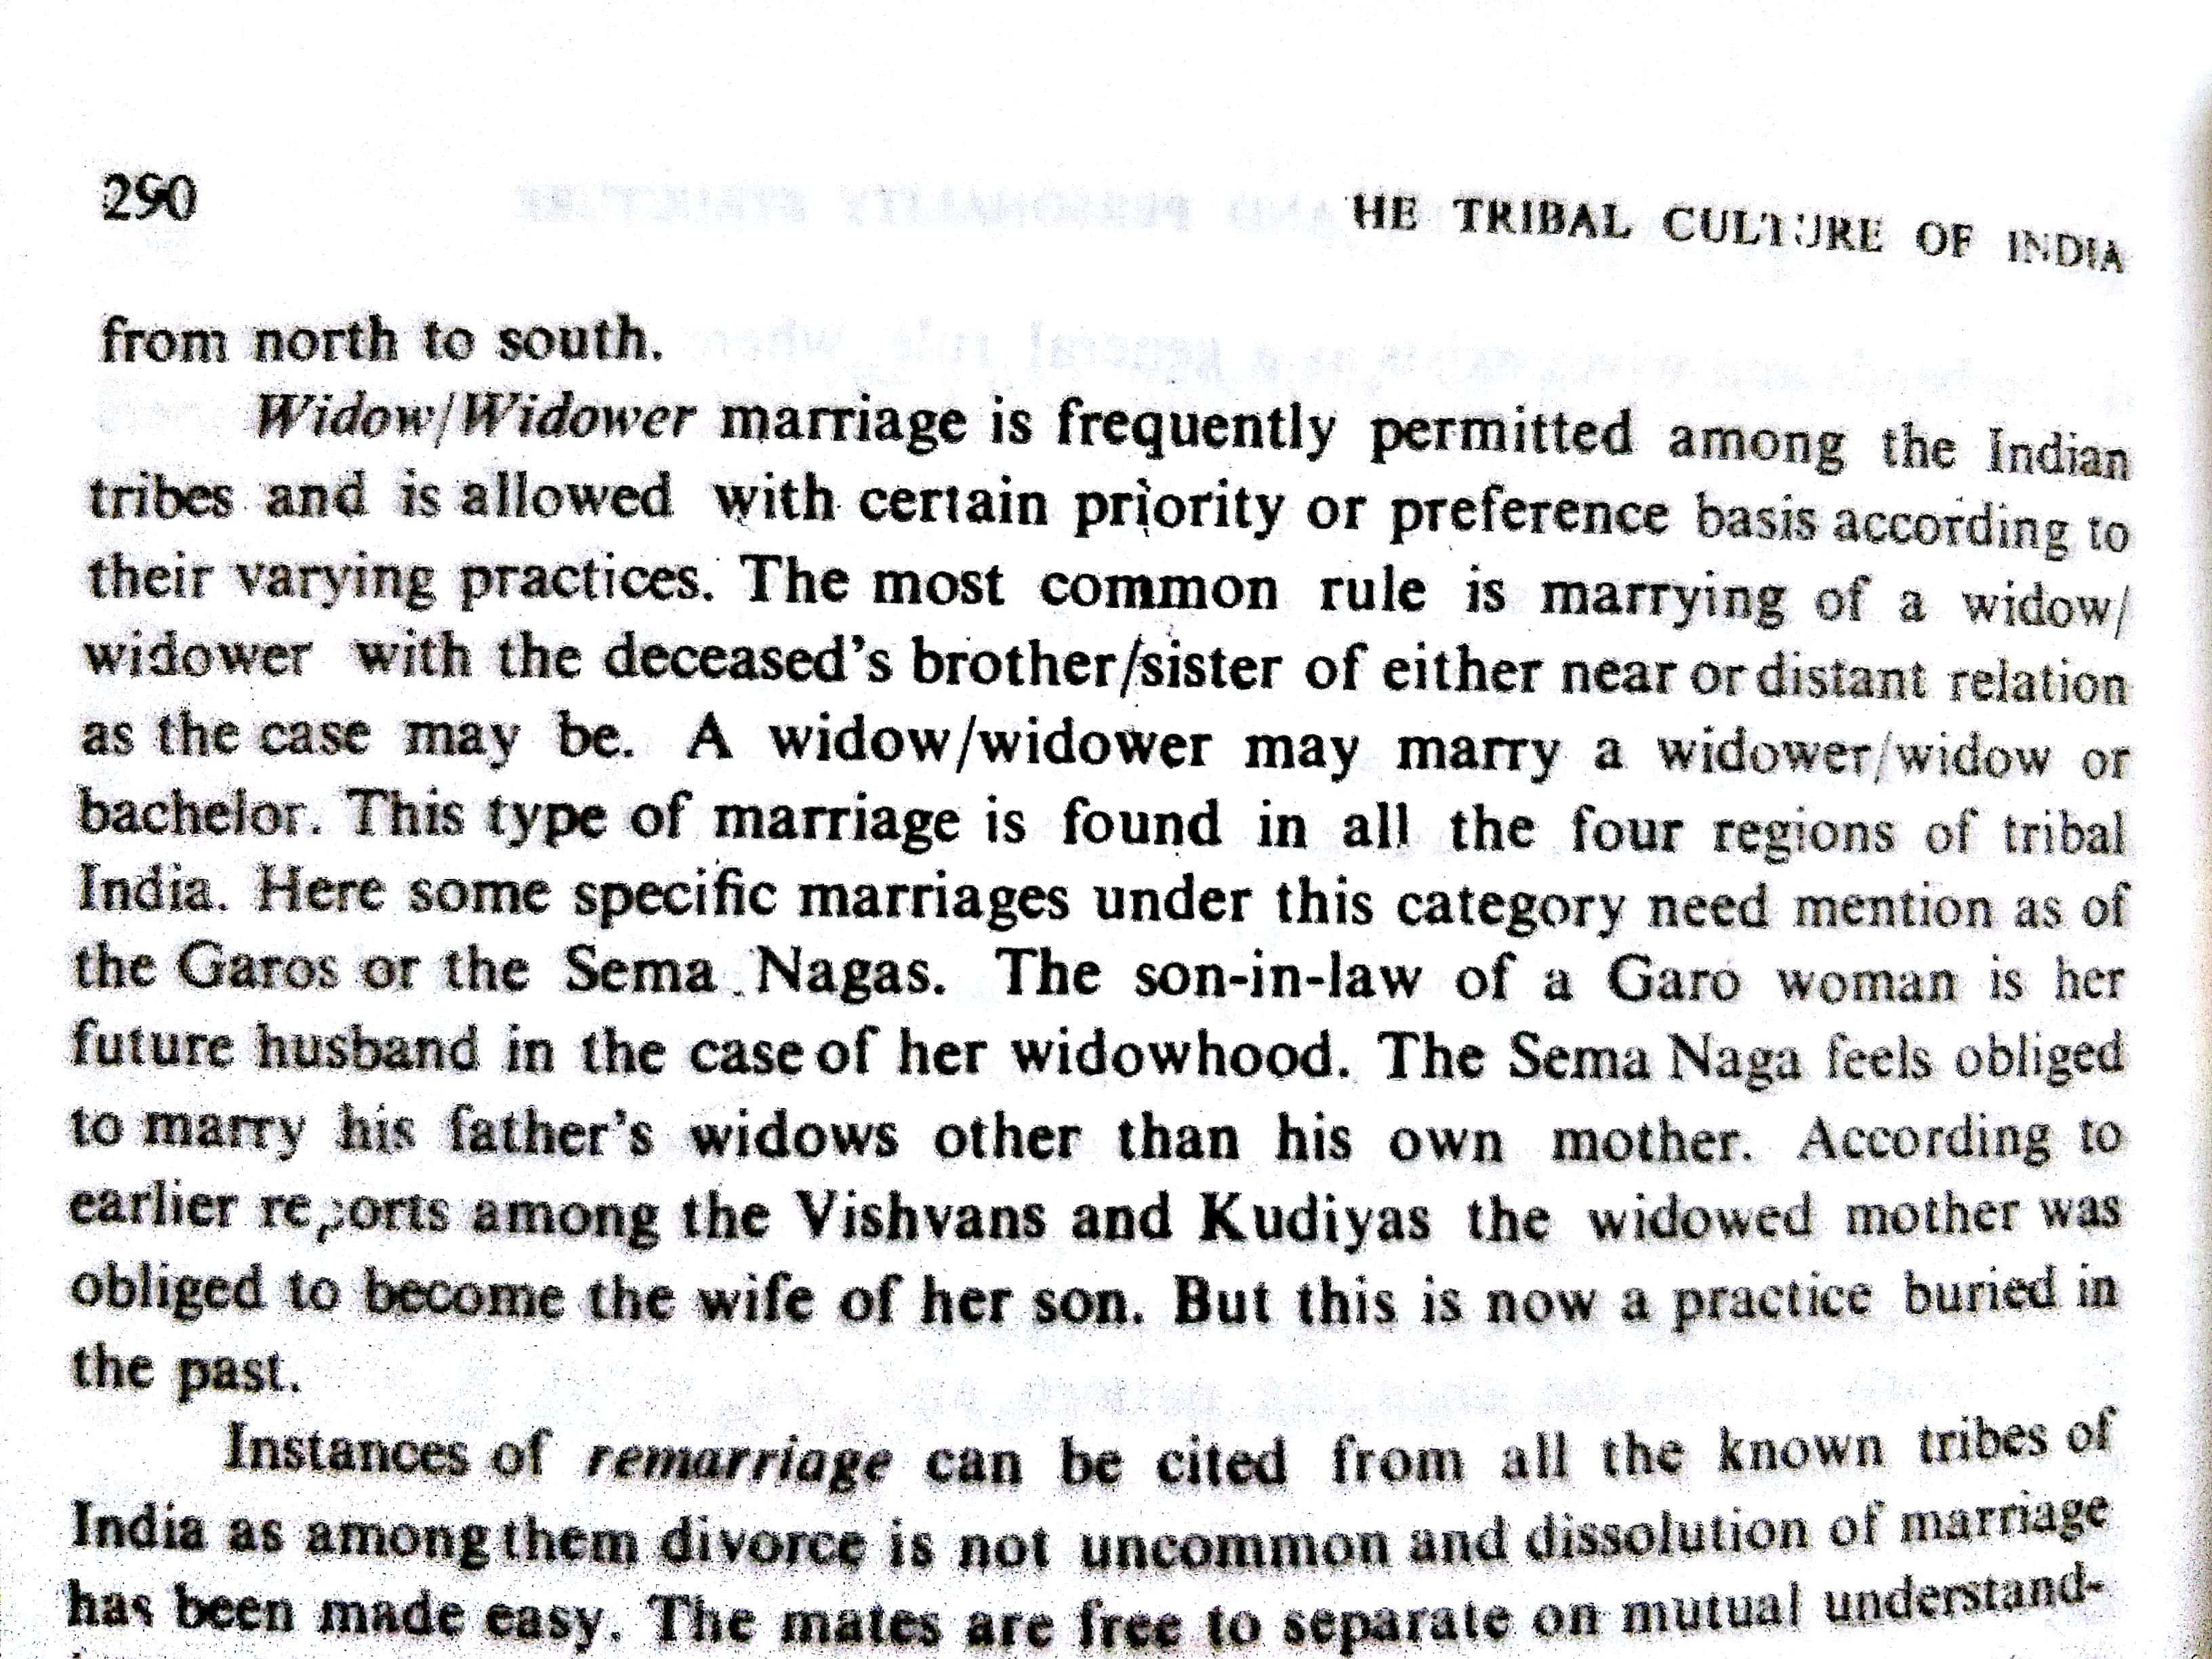 290
HE TRIBAL CULTURE OF INDIA
from north to south.
Widow/Widower marriage is frequently permitted among the Indian
tribes and is allowed with certain priority or preference basis according to
their varying practices. The most common rule is marrying of a widow/
widower with the deceased's brother/sister of either near or distant relation
as the case may be. A widow/widower may marry a widower/widow or
bachelor. This type of marriage is found in all the four regions of tribal
India. Here some specific marriages under this category need mention as of
the Garos or the Sema Nagas. The son-in-law of a Garo woman is her
future husband in the case of her widowhood. The Sema Naga feels obliged
to marry his father's widows other than his own mother. According to
earlier reports among the Vishvans and Kudiyas the widowed mother was
obliged to become the wife of her son. But this is now a practice buried in
the past.
Instances of remarriage can be cited from all the known tribes of
India as among them divorce is not uncommon and dissolution of marriage
has been made easy. The mates are free to separate on mutual understand-